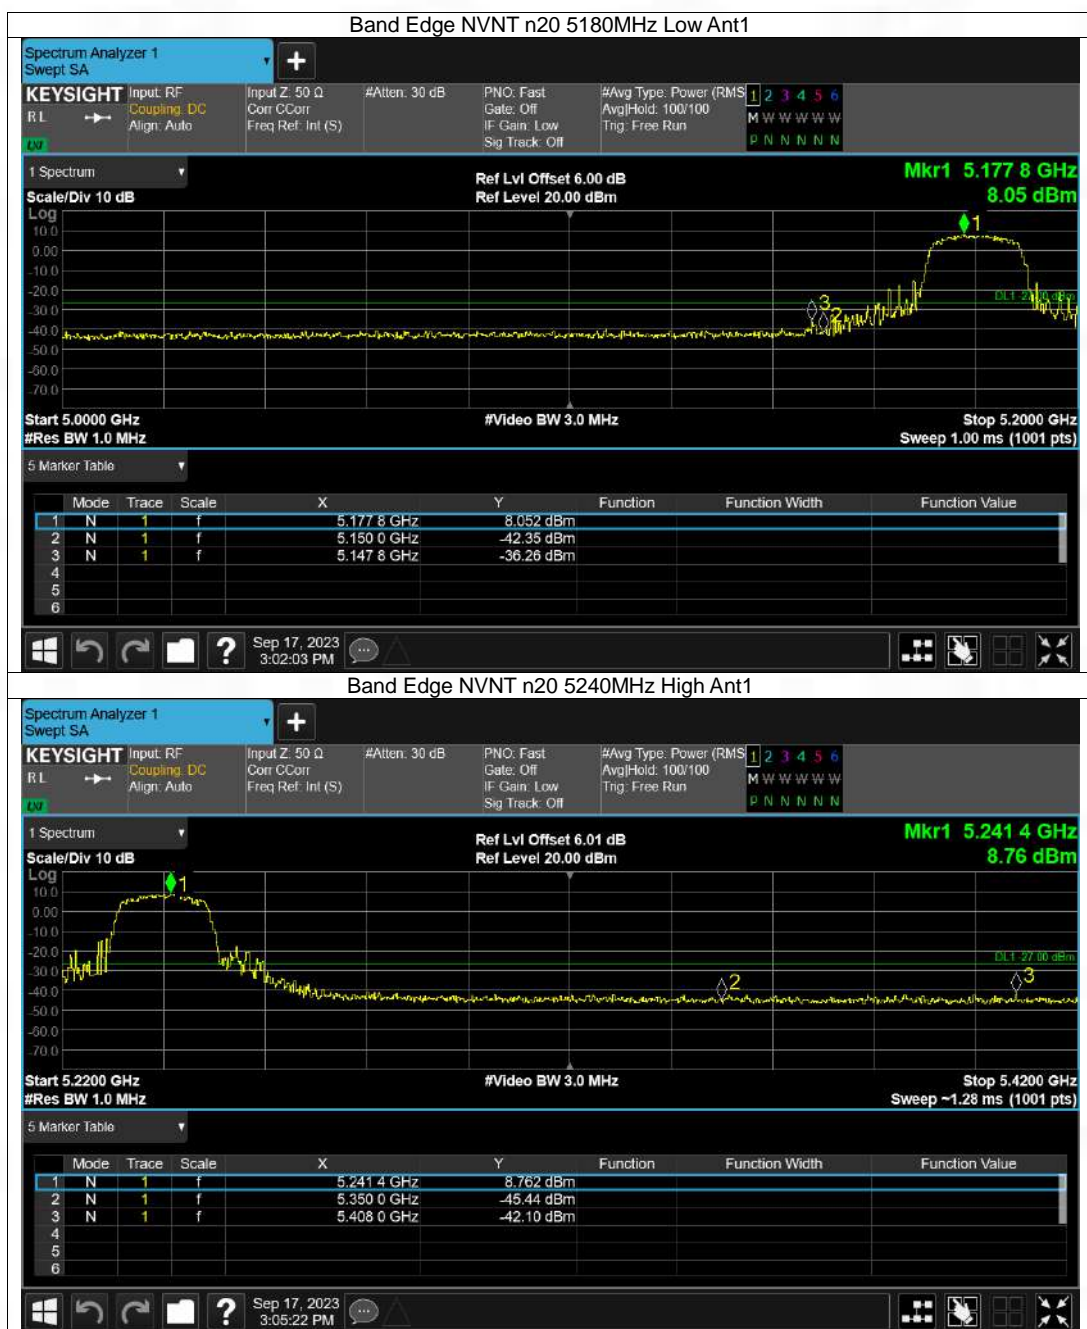 Band Edge NVNT n20 5180MHz Low Ant1
Spectrum Analyzer 1
Swept SA
+
KEYSIGHT Input: RF Input Z: 50 Ω #Atten: 30 dB PNO: Fast #Avg Type: Power (RMS 1 2 3 4 5 6
R L Coupling: DC Corr CCorr Gate: Off Avg|Hold: 100/100 M W W W W W
Align: Auto Freq Ref: Int (S) IF Gain: Low Trig: Free Run
LXI Sig Track: Off P N N N N N
1 Spectrum Ref Lvl Offset 6.00 dB Mkr1 5.177 8 GHz
Scale/Div 10 dB Ref Level 20.00 dBm 8.05 dBm
Log
10.0
1
0.00
-10.0
-20.0
DL1 -27.00 dBm
-30.0
3
2
-40.0
-50.0
-60.0
-70.0
Start 5.0000 GHz #Video BW 3.0 MHz Stop 5.2000 GHz
#Res BW 1.0 MHz Sweep 1.00 ms (1001 pts)
5 Marker Table
Mode Trace Scale X Y Function Function Width Function Value
1 N 1 f 5.177 8 GHz 8.052 dBm
2 N 1 f 5.150 0 GHz -42.35 dBm
3 N 1 f 5.147 8 GHz -36.26 dBm
4
5
6
? Sep 17, 2023
3:02:03 PM
Band Edge NVNT n20 5240MHz High Ant1
Spectrum Analyzer 1
Swept SA
+
KEYSIGHT Input: RF Input Z: 50 Ω #Atten: 30 dB PNO: Fast #Avg Type: Power (RMS 1 2 3 4 5 6
R L Coupling: DC Corr CCorr Gate: Off Avg|Hold: 100/100 M W W W W W
Align: Auto Freq Ref: Int (S) IF Gain: Low Trig: Free Run
LXI Sig Track: Off P N N N N N
1 Spectrum Ref Lvl Offset 6.01 dB Mkr1 5.241 4 GHz
Scale/Div 10 dB Ref Level 20.00 dBm 8.76 dBm
Log
1
10.0
0.00
-10.0
-20.0
DL1 -27.00 dBm
-30.0
2 3
-40.0
-50.0
-60.0
-70.0
Start 5.2200 GHz #Video BW 3.0 MHz Stop 5.4200 GHz
#Res BW 1.0 MHz Sweep ~1.28 ms (1001 pts)
5 Marker Table
Mode Trace Scale X Y Function Function Width Function Value
1 N 1 f 5.241 4 GHz 8.762 dBm
2 N 1 f 5.350 0 GHz -45.44 dBm
3 N 1 f 5.408 0 GHz -42.10 dBm
4
5
6
? Sep 17, 2023
3:05:22 PM